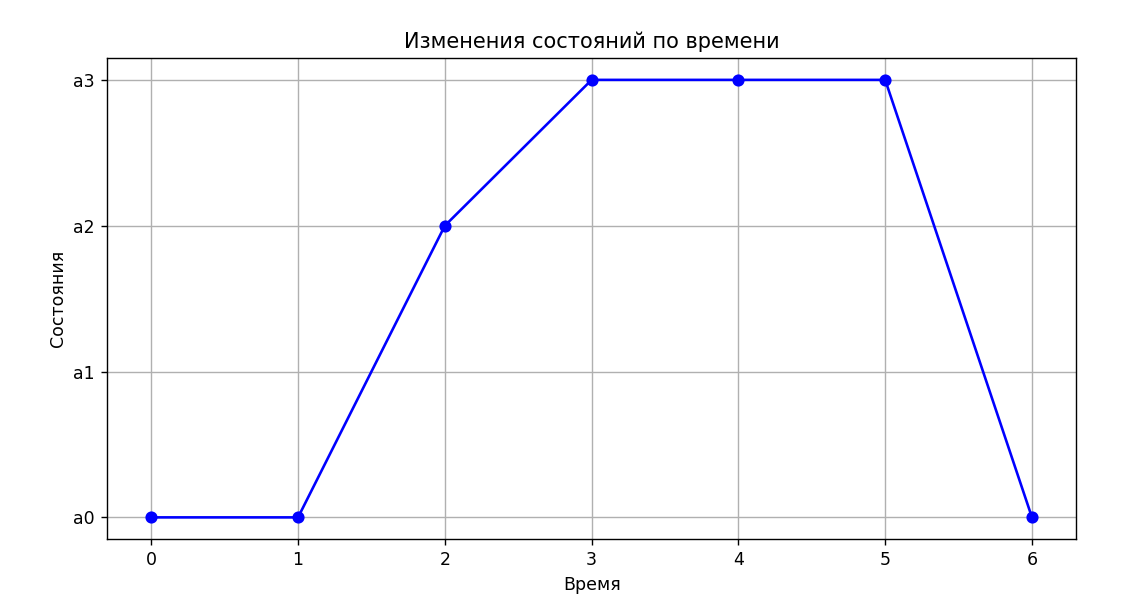 Изменения состояний по времени
a3
a2
a1
a0
Состояния
0 1 2 3 4 5 6
Время